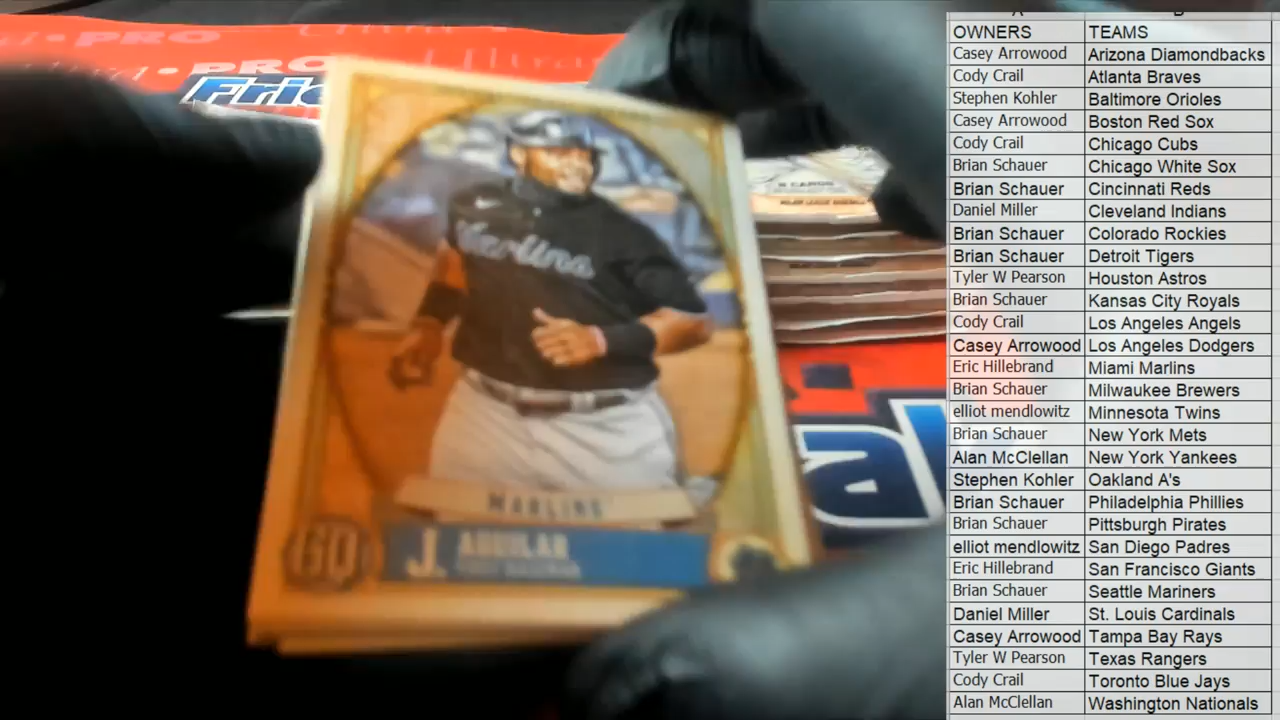 PRO
PRO
Fri
Marlins
MARLINS
GQ
J. AGUILAR
FIRST BASEMAN
al
OWNERS TEAMS
Casey Arrowood Arizona Diamondbacks
Cody Crail Atlanta Braves
Stephen Kohler Baltimore Orioles
Casey Arrowood Boston Red Sox
Cody Crail Chicago Cubs
Brian Schauer Chicago White Sox
Brian Schauer Cincinnati Reds
Daniel Miller Cleveland Indians
Brian Schauer Colorado Rockies
Brian Schauer Detroit Tigers
Tyler W Pearson Houston Astros
Brian Schauer Kansas City Royals
Cody Crail Los Angeles Angels
Casey Arrowood Los Angeles Dodgers
Eric Hillebrand Miami Marlins
Brian Schauer Milwaukee Brewers
elliot mendlowitz Minnesota Twins
Brian Schauer New York Mets
Alan McClellan New York Yankees
Stephen Kohler Oakland A's
Brian Schauer Philadelphia Phillies
Brian Schauer Pittsburgh Pirates
elliot mendlowitz San Diego Padres
Eric Hillebrand San Francisco Giants
Brian Schauer Seattle Mariners
Daniel Miller St. Louis Cardinals
Casey Arrowood Tampa Bay Rays
Tyler W Pearson Texas Rangers
Cody Crail Toronto Blue Jays
Alan McClellan Washington Nationals